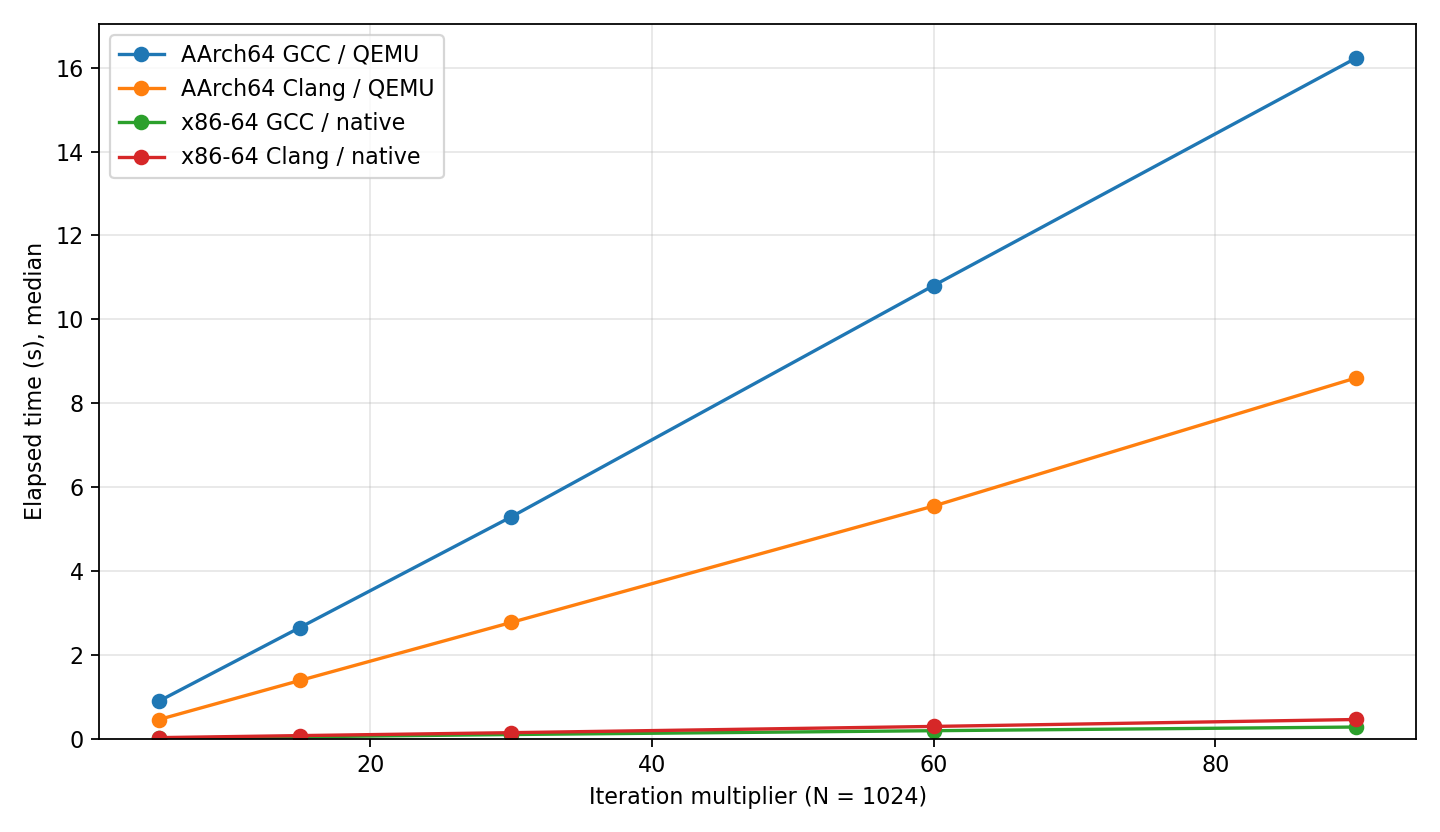 AArch64 GCC / QEMU
AArch64 Clang / QEMU
x86-64 GCC / native
x86-64 Clang / native
Elapsed time (s), median
16
14
12
10
8
6
4
2
0
20 40 60 80
Iteration multiplier (N = 1024)